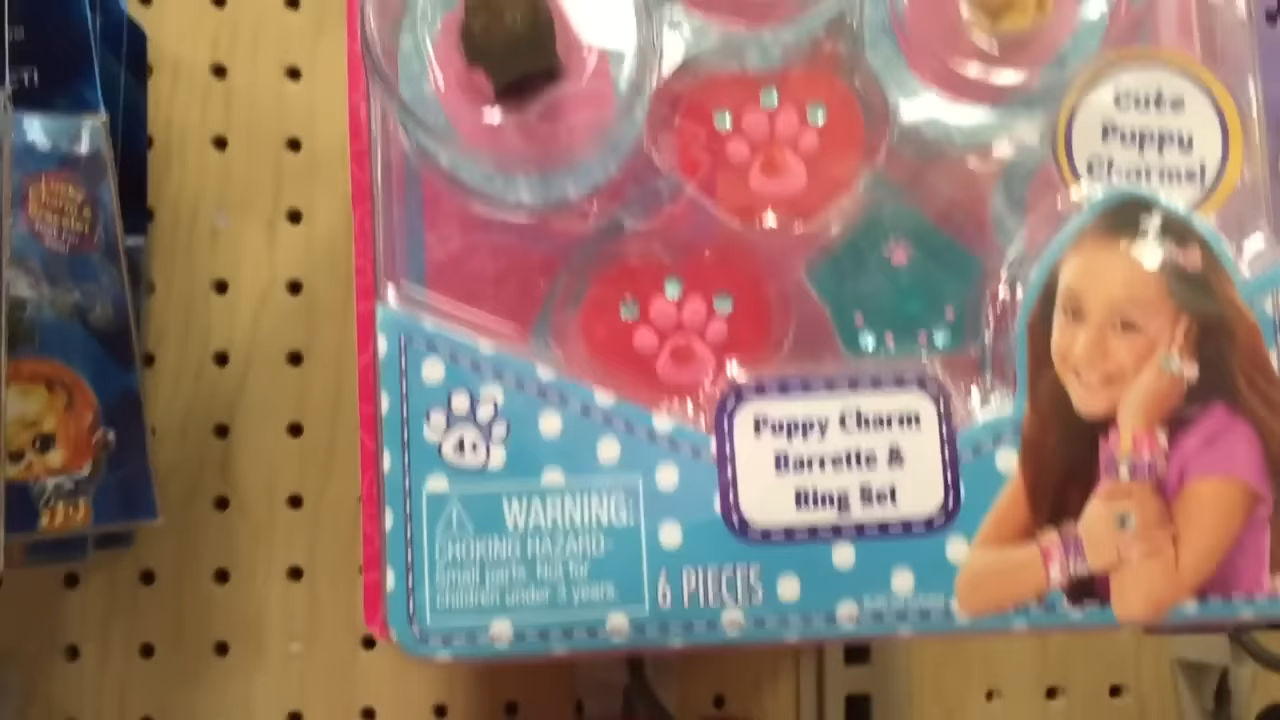 Cute
Puppy
Charms!
Puppy Charm
Barrette &
Ring Set
WARNING:
CHOKING HAZARD-
Small parts. Not for
children under 3 years.
6 PIECES